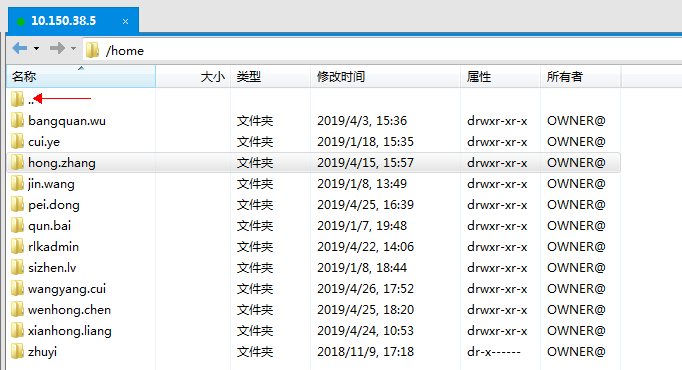 10.150.38.5 ×
/home
名称 大小 类型 修改时间 属性 所有者
..
bangquan.wu 文件夹 2019/4/3, 15:36 drwxr-xr-x OWNER@
cui.ye 文件夹 2019/1/18, 15:35 drwxr-xr-x OWNER@
hong.zhang 文件夹 2019/4/15, 15:57 drwxr-xr-x OWNER@
jin.wang 文件夹 2019/1/8, 13:49 drwxr-xr-x OWNER@
pei.dong 文件夹 2019/4/25, 16:39 drwxr-xr-x OWNER@
qun.bai 文件夹 2019/1/7, 19:48 drwxr-xr-x OWNER@
rlkadmin 文件夹 2019/4/22, 14:06 drwxr-xr-x OWNER@
sizhen.lv 文件夹 2019/1/8, 18:44 drwxr-xr-x OWNER@
wangyang.cui 文件夹 2019/4/26, 17:52 drwxr-xr-x OWNER@
wenhong.chen 文件夹 2019/4/25, 18:20 drwxr-xr-x OWNER@
xianhong.liang 文件夹 2019/4/24, 10:53 drwxr-xr-x OWNER@
zhuyi 文件夹 2018/11/9, 17:18 dr-x------ OWNER@